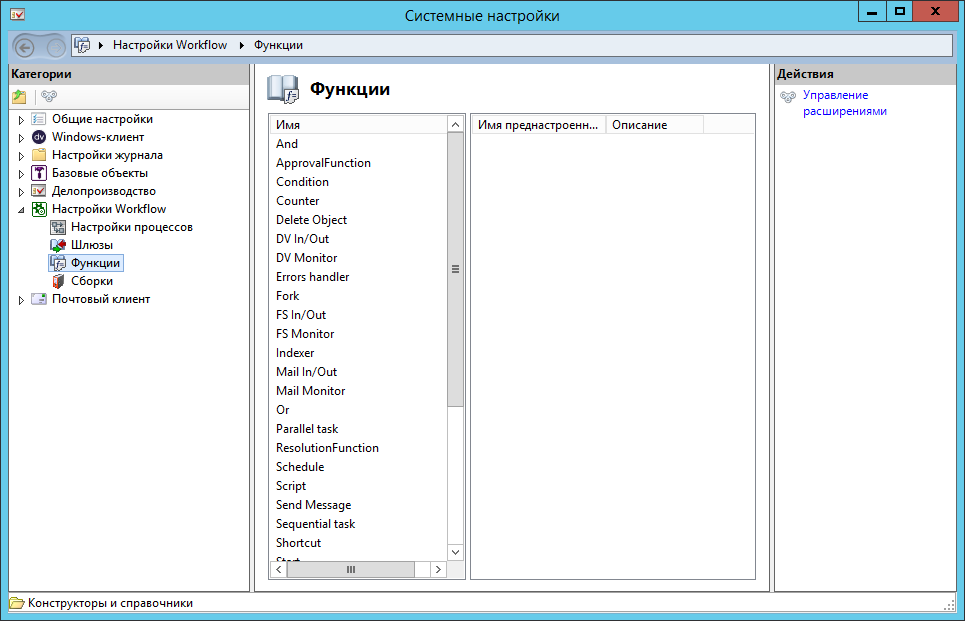 Системные настройки
Настройки Workflow
Функции
Категории
Общие настройки
dv Windows-клиент
Настройки журнала
Базовые объекты
Делопроизводство
Настройки Workflow
Настройки процессов
Шлюзы
Функции
Сборки
Почтовый клиент
Функции
Имя
And
ApprovalFunction
Condition
Counter
Delete Object
DV In/Out
DV Monitor
Errors handler
Fork
FS In/Out
FS Monitor
Indexer
Mail In/Out
Mail Monitor
Or
Parallel task
ResolutionFunction
Schedule
Script
Send Message
Sequential task
Shortcut
Start
Имя преднастроенн... Описание
Действия
Управление
расширениями
Конструкторы и справочники